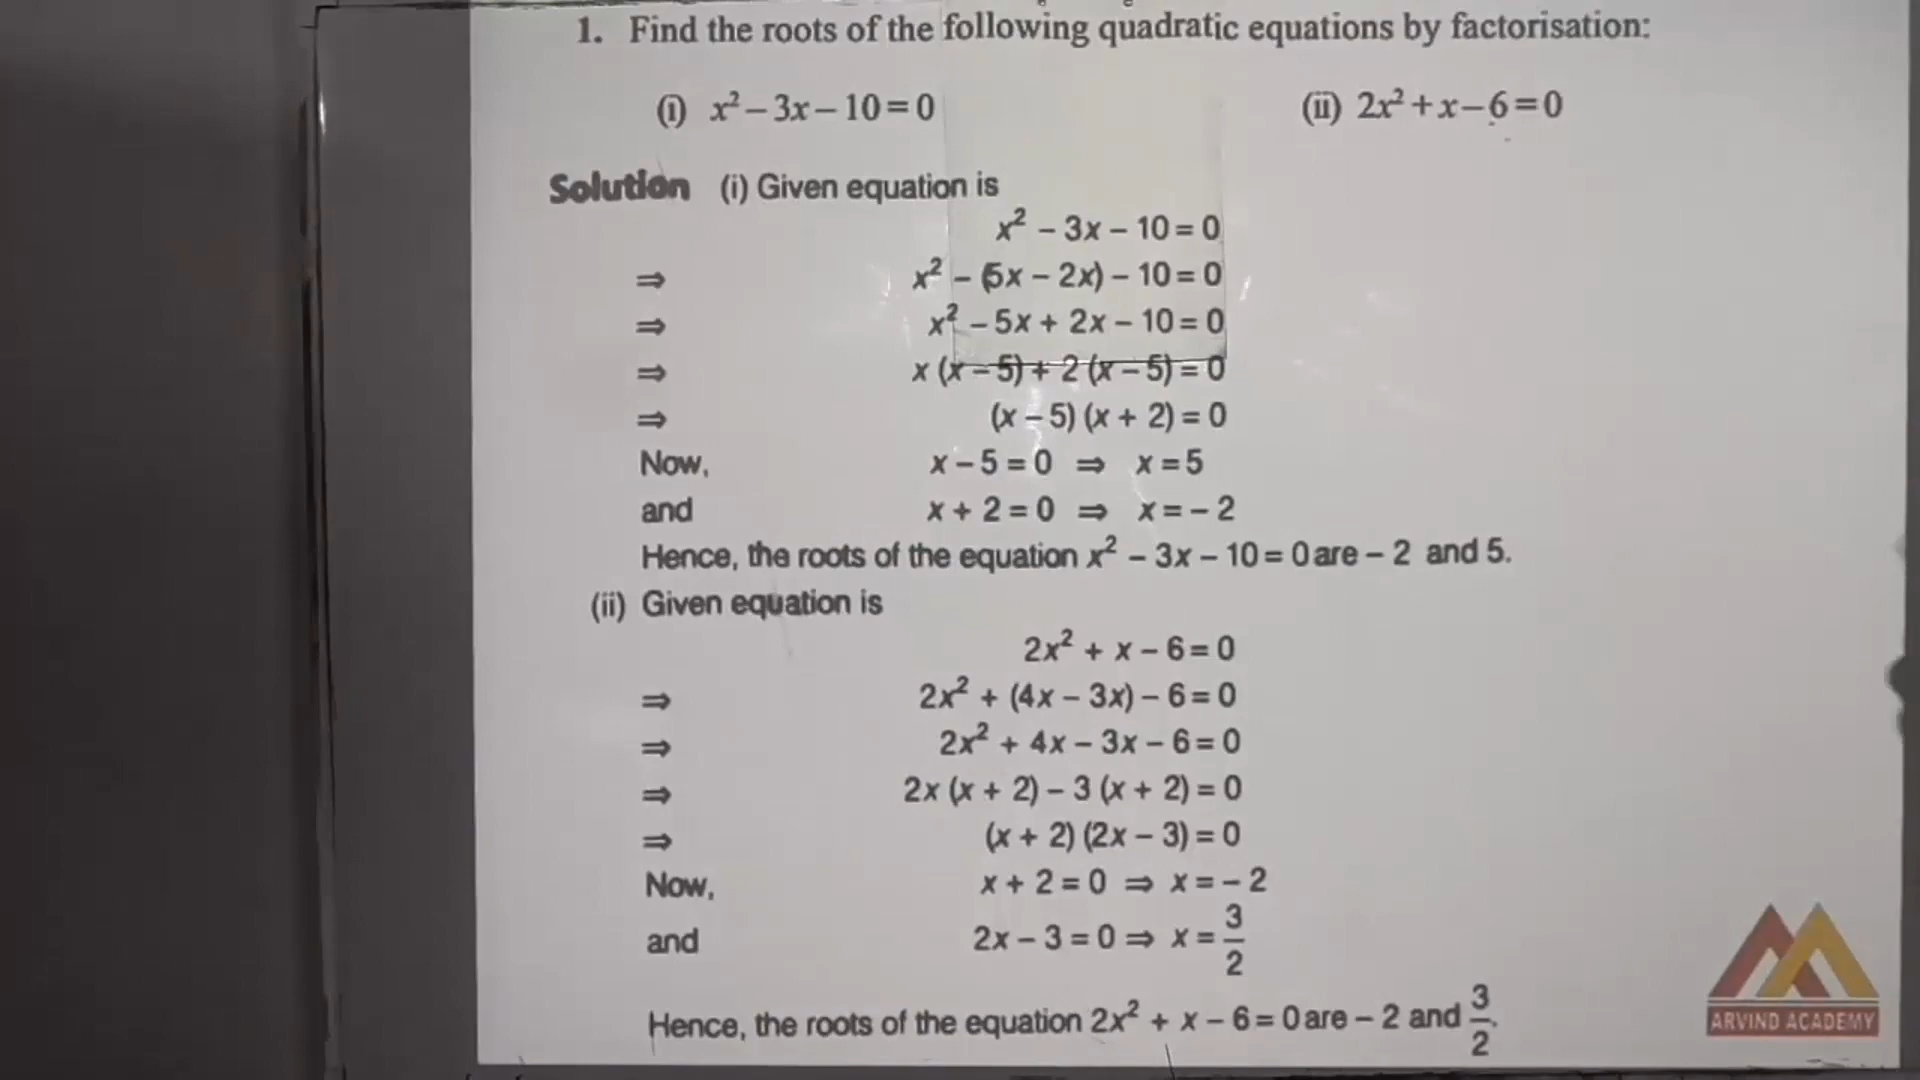 1. Find the roots of the following quadratic equations by factorisation:
(i) x² – 3x – 10 = 0 (ii) 2x² + x – 6 = 0
Solution (i) Given equation is
x² – 3x – 10 = 0
⇒ x² – (5x – 2x) – 10 = 0
⇒ x² – 5x + 2x – 10 = 0
⇒ x (x – 5) + 2 (x – 5) = 0
⇒ (x – 5) (x + 2) = 0
Now, x – 5 = 0 ⇒ x = 5
and x + 2 = 0 ⇒ x = – 2
Hence, the roots of the equation x² – 3x – 10 = 0 are – 2 and 5.
(ii) Given equation is
2x² + x – 6 = 0
⇒ 2x² + (4x – 3x) – 6 = 0
⇒ 2x² + 4x – 3x – 6 = 0
⇒ 2x (x + 2) – 3 (x + 2) = 0
⇒ (x + 2) (2x – 3) = 0
Now, x + 2 = 0 ⇒ x = – 2
and 2x – 3 = 0 ⇒ x = 3/2
Hence, the roots of the equation 2x² + x – 6 = 0 are – 2 and 3/2.
ARVIND ACADEMY